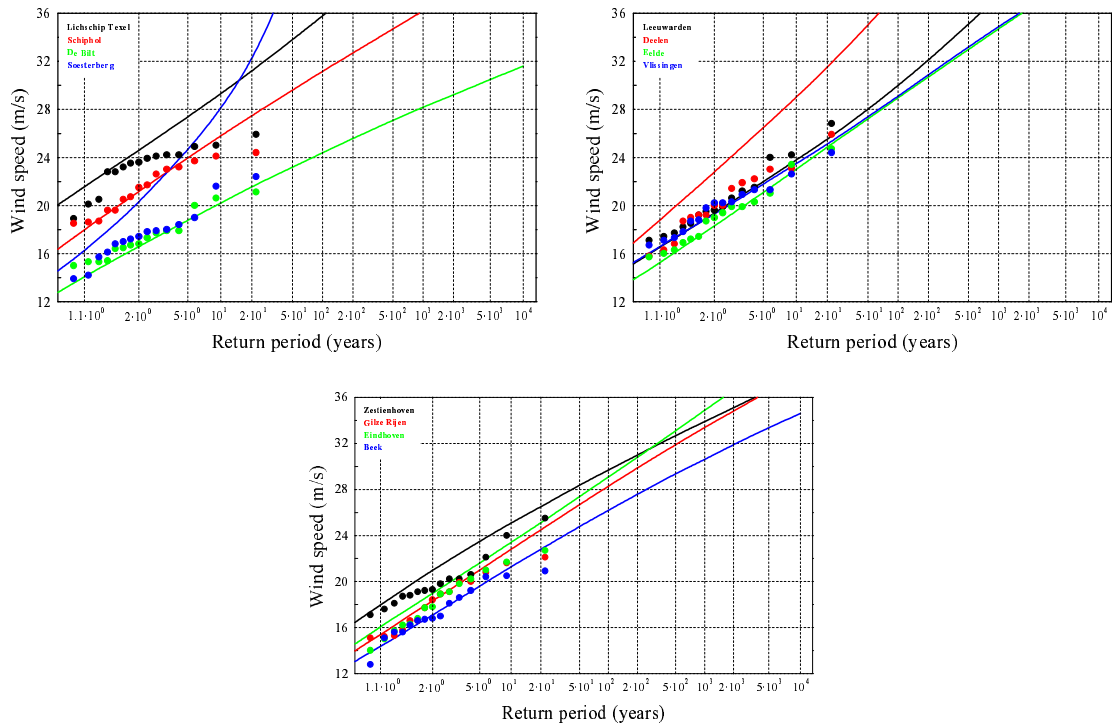 36
32
28
24
20
16
12
Wind speed (m/s)
Lichschip Texel
Schiphol
De Bilt
Soesterberg
1.1·10⁰ 2·10⁰ 5·10⁰ 10¹ 2·10¹ 5·10¹ 10² 2·10² 5·10² 10³ 2·10³ 5·10³ 10⁴
Return period (years)
36
32
28
24
20
16
12
Wind speed (m/s)
Leeuwarden
Deelen
Eelde
Vlissingen
1.1·10⁰ 2·10⁰ 5·10⁰ 10¹ 2·10¹ 5·10¹ 10² 2·10² 5·10² 10³ 2·10³ 5·10³ 10⁴
Return period (years)
36
32
28
24
20
16
12
Wind speed (m/s)
Zestienhoven
Gilze Rijen
Eindhoven
Beek
1.1·10⁰ 2·10⁰ 5·10⁰ 10¹ 2·10¹ 5·10¹ 10² 2·10² 5·10² 10³ 2·10³ 5·10³ 10⁴
Return period (years)